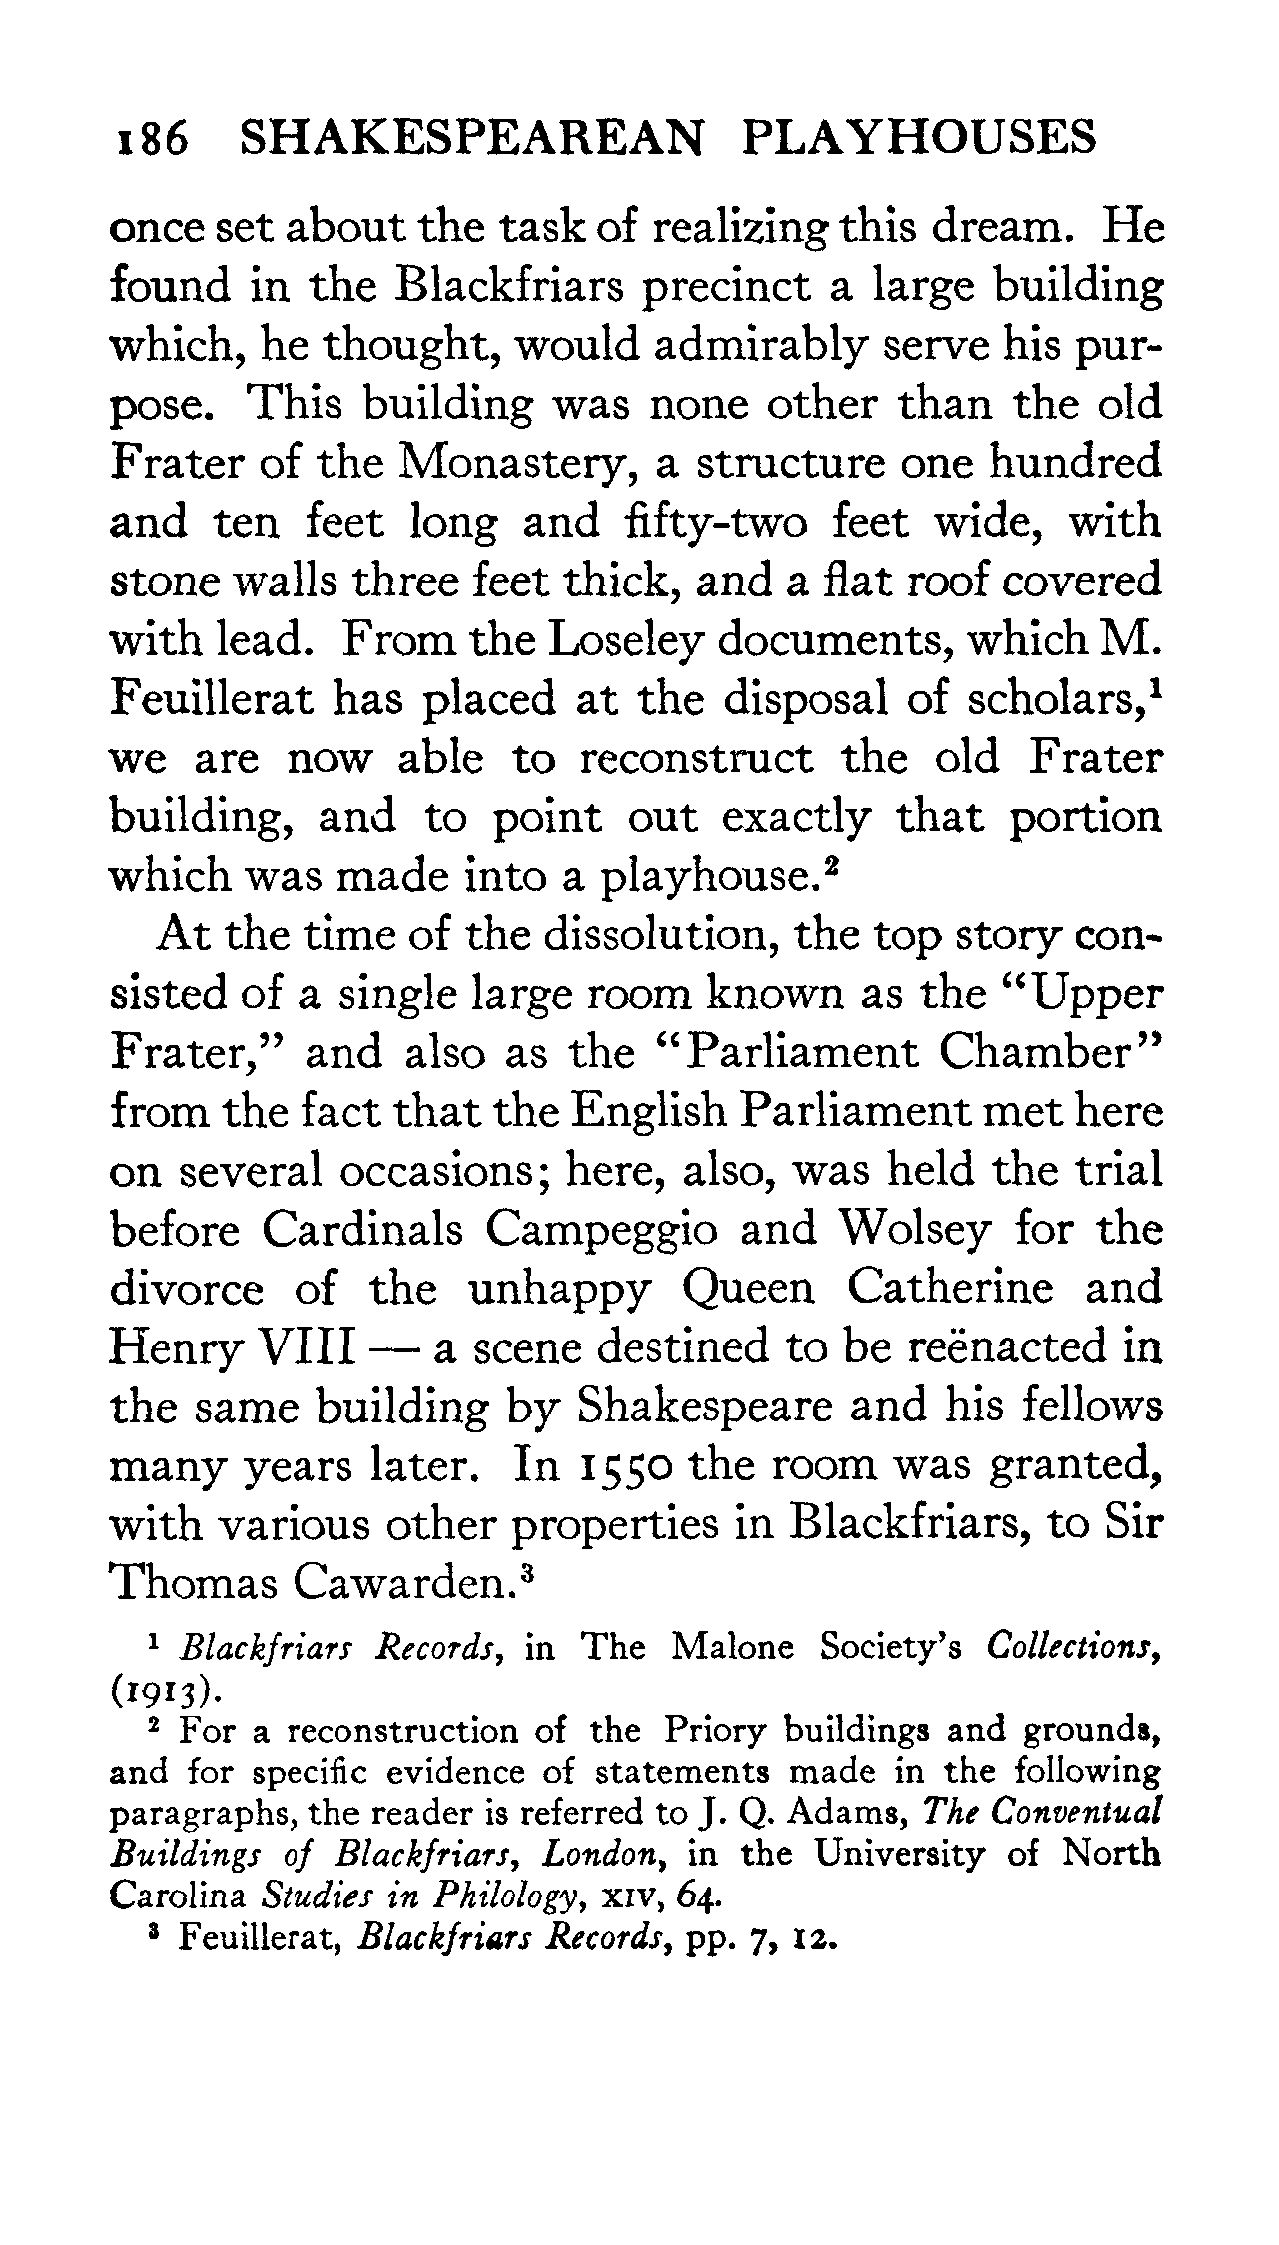 186 SHAKESPEAREAN PLAYHOUSES
once set about the task of realizing this dream. He
found in the Blackfriars precinct a large building
which, he thought, would admirably serve his pur-
pose. This building was none other than the old
Frater of the Monastery, a structure one hundred
and ten feet long and fifty-two feet wide, with
stone walls three feet thick, and a flat roof covered
with lead. From the Loseley documents, which M.
Feuillerat has placed at the disposal of scholars,¹
we are now able to reconstruct the old Frater
building, and to point out exactly that portion
which was made into a playhouse.²
At the time of the dissolution, the top story con-
sisted of a single large room known as the "Upper
Frater," and also as the "Parliament Chamber"
from the fact that the English Parliament met here
on several occasions; here, also, was held the trial
before Cardinals Campeggio and Wolsey for the
divorce of the unhappy Queen Catherine and
Henry VIII — a scene destined to be reënacted in
the same building by Shakespeare and his fellows
many years later. In 1550 the room was granted,
with various other properties in Blackfriars, to Sir
Thomas Cawarden.³
¹ Blackfriars Records, in The Malone Society's Collections,
(1913).
² For a reconstruction of the Priory buildings and grounds,
and for specific evidence of statements made in the following
paragraphs, the reader is referred to J. Q. Adams, The Conventual
Buildings of Blackfriars, London, in the University of North
Carolina Studies in Philology, XIV, 64.
³ Feuillerat, Blackfriars Records, pp. 7, 12.